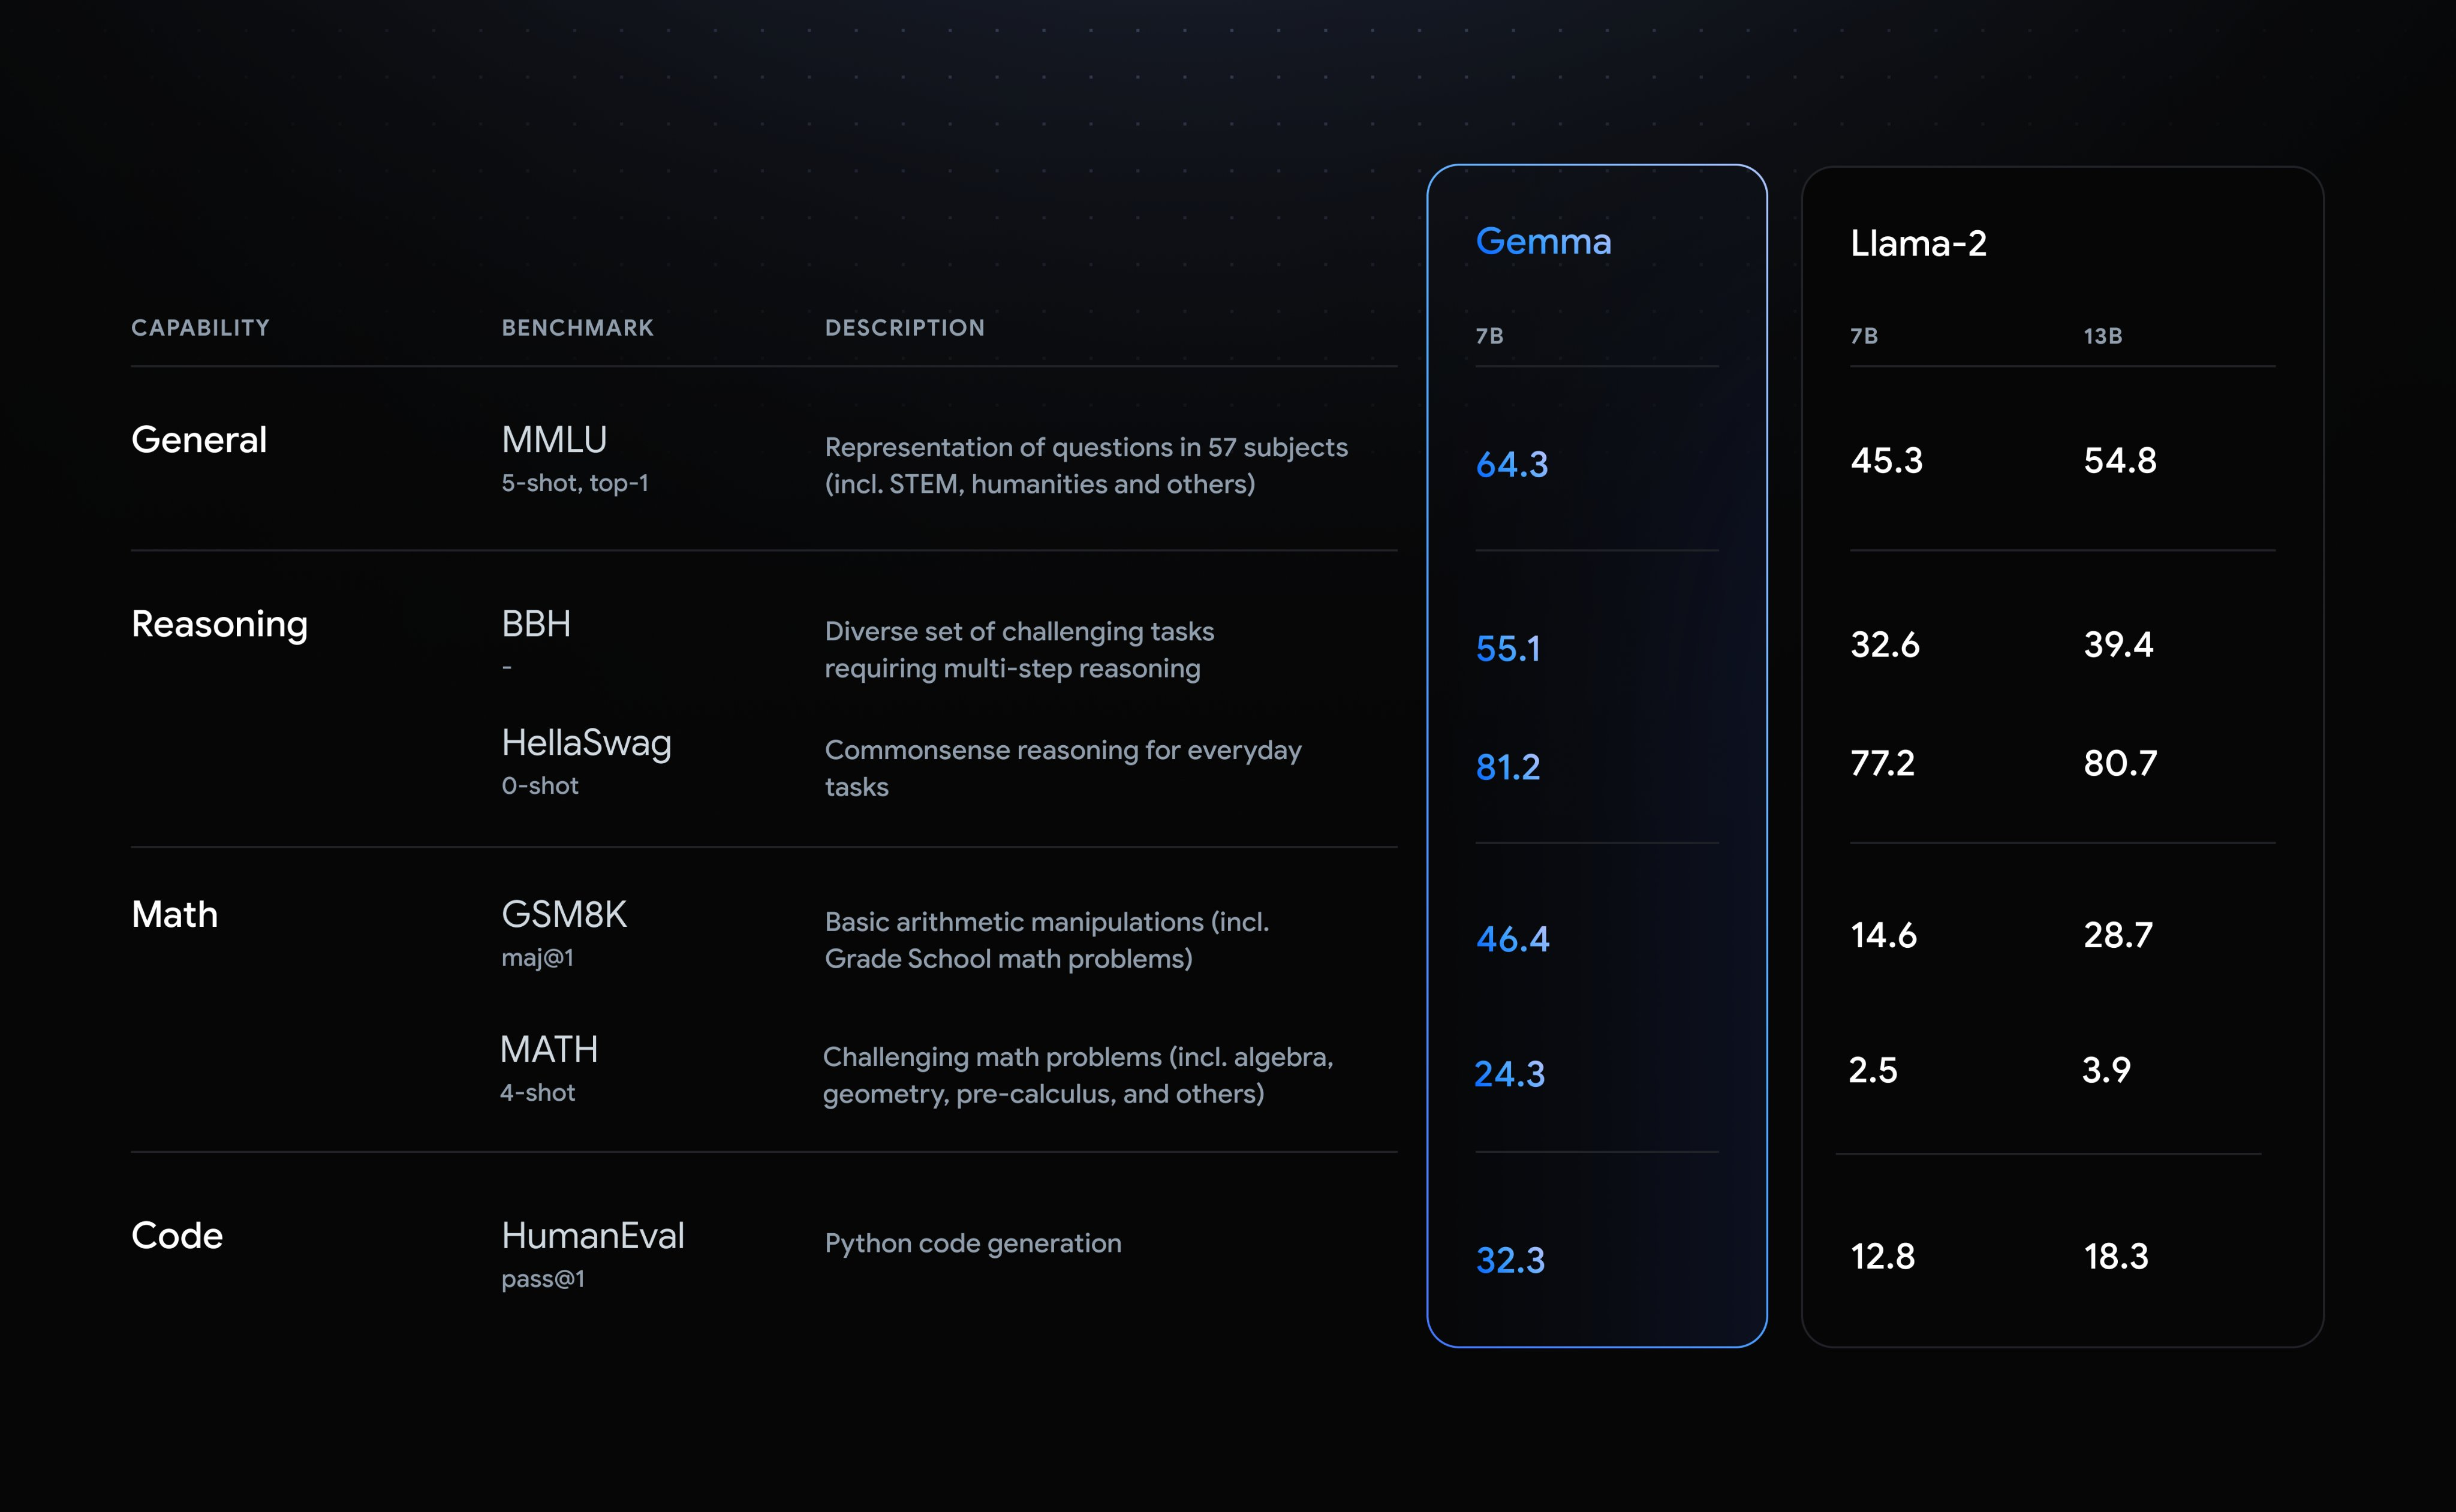 Gemma
Llama-2
CAPABILITY BENCHMARK DESCRIPTION 7B 7B 13B
General MMLU Representation of questions in 57 subjects 64.3 45.3 54.8
5-shot, top-1 (incl. STEM, humanities and others)
Reasoning BBH Diverse set of challenging tasks 55.1 32.6 39.4
- requiring multi-step reasoning
HellaSwag Commonsense reasoning for everyday 81.2 77.2 80.7
0-shot tasks
Math GSM8K Basic arithmetic manipulations (incl. 46.4 14.6 28.7
maj@1 Grade School math problems)
MATH Challenging math problems (incl. algebra, 24.3 2.5 3.9
4-shot geometry, pre-calculus, and others)
Code HumanEval Python code generation 32.3 12.8 18.3
pass@1